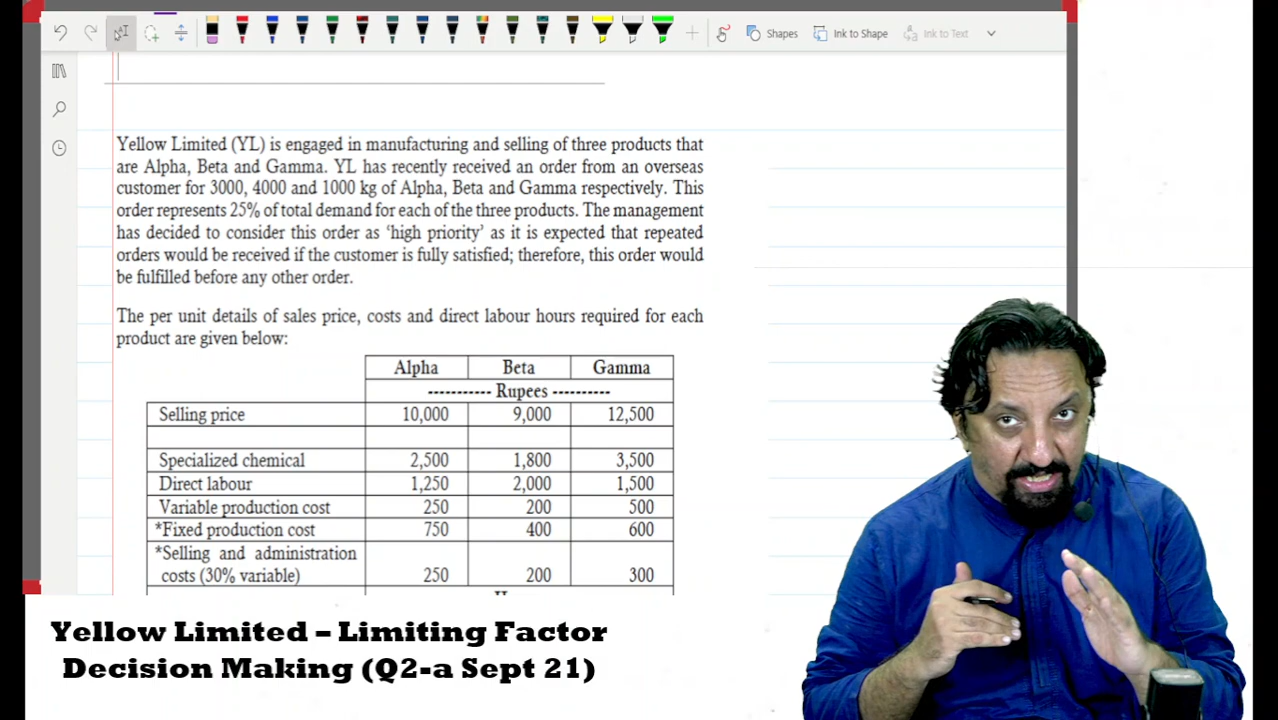 Shapes
Ink to Shape
Ink to Text
Yellow Limited (YL) is engaged in manufacturing and selling of three products that
are Alpha, Beta and Gamma. YL has recently received an order from an overseas
customer for 3000, 4000 and 1000 kg of Alpha, Beta and Gamma respectively. This
order represents 25% of total demand for each of the three products. The management
has decided to consider this order as ‘high priority’ as it is expected that repeated
orders would be received if the customer is fully satisfied; therefore, this order would
be fulfilled before any other order.
The per unit details of sales price, costs and direct labour hours required for each
product are given below:
Alpha Beta Gamma
----------- Rupees ----------
Selling price 10,000 9,000 12,500
Specialized chemical 2,500 1,800 3,500
Direct labour 1,250 2,000 1,500
Variable production cost 250 200 500
*Fixed production cost 750 400 600
*Selling and administration
costs (30% variable) 250 200 300
Yellow Limited – Limiting Factor
Decision Making (Q2-a Sept 21)